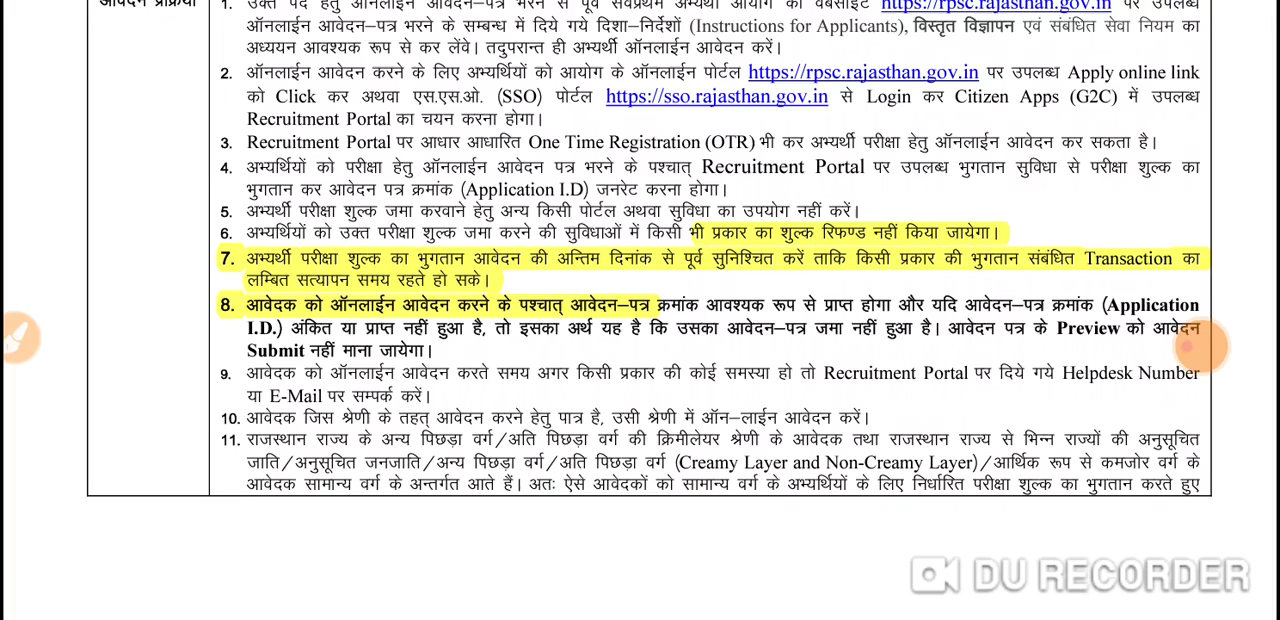 आवेदन प्रक्रिया
1. उक्त पद हेतु ऑनलाईन आवेदन–पत्र भरने से पूर्व सर्वप्रथम अभ्यर्थी आयोग की वेबसाईट https://rpsc.rajasthan.gov.in पर उपलब्ध
ऑनलाईन आवेदन–पत्र भरने के सम्बन्ध में दिये गये दिशा–निर्देशों (Instructions for Applicants), विस्तृत विज्ञापन एवं संबंधित सेवा नियम का
अध्ययन आवश्यक रूप से कर लेंवे। तदुपरान्त ही अभ्यर्थी ऑनलाईन आवेदन करें।
2. ऑनलाईन आवेदन करने के लिए अभ्यर्थियों को आयोग के ऑनलाईन पोर्टल https://rpsc.rajasthan.gov.in पर उपलब्ध Apply online link
को Click कर अथवा एस.एस.ओ. (SSO) पोर्टल https://sso.rajasthan.gov.in से Login कर Citizen Apps (G2C) में उपलब्ध
Recruitment Portal का चयन करना होगा।
3. Recruitment Portal पर आधार आधारित One Time Registration (OTR) भी कर अभ्यर्थी परीक्षा हेतु ऑनलाईन आवेदन कर सकता है।
4. अभ्यर्थियों को परीक्षा हेतु ऑनलाईन आवेदन पत्र भरने के पश्चात् Recruitment Portal पर उपलब्ध भुगतान सुविधा से परीक्षा शुल्क का
भुगतान कर आवेदन पत्र क्रमांक (Application I.D) जनरेट करना होगा।
5. अभ्यर्थी परीक्षा शुल्क जमा करवाने हेतु अन्य किसी पोर्टल अथवा सुविधा का उपयोग नहीं करें।
6. अभ्यर्थियों को उक्त परीक्षा शुल्क जमा करने की सुविधाओं में किसी भी प्रकार का शुल्क रिफण्ड नहीं किया जायेगा।
7. अभ्यर्थी परीक्षा शुल्क का भुगतान आवेदन की अन्तिम दिनांक से पूर्व सुनिश्चित करें ताकि किसी प्रकार की भुगतान संबंधित Transaction का
लम्बित सत्यापन समय रहते हो सके।
8. आवेदक को ऑनलाईन आवेदन करने के पश्चात् आवेदन–पत्र क्रमांक आवश्यक रूप से प्राप्त होगा और यदि आवेदन–पत्र क्रमांक (Application
I.D.) अंकित या प्राप्त नहीं हुआ है, तो इसका अर्थ यह है कि उसका आवेदन–पत्र जमा नहीं हुआ है। आवेदन पत्र के Preview को आवेदन
Submit नहीं माना जायेगा।
9. आवेदक को ऑनलाईन आवेदन करते समय अगर किसी प्रकार की कोई समस्या हो तो Recruitment Portal पर दिये गये Helpdesk Number
या E-Mail पर सम्पर्क करें।
10. आवेदक जिस श्रेणी के तहत् आवेदन करने हेतु पात्र है, उसी श्रेणी में ऑन–लाईन आवेदन करें।
11. राजस्थान राज्य के अन्य पिछड़ा वर्ग/अति पिछड़ा वर्ग की क्रिमीलेयर श्रेणी के आवेदक तथा राजस्थान राज्य से भिन्न राज्यों की अनुसूचित
जाति/अनुसूचित जनजाति/अन्य पिछड़ा वर्ग/अति पिछड़ा वर्ग (Creamy Layer and Non-Creamy Layer)/आर्थिक रूप से कमजोर वर्ग के
आवेदक सामान्य वर्ग के अन्तर्गत आते हैं। अतः ऐसे आवेदकों को सामान्य वर्ग के अभ्यर्थियों के लिए निर्धारित परीक्षा शुल्क का भुगतान करते हुए
DU RECORDER